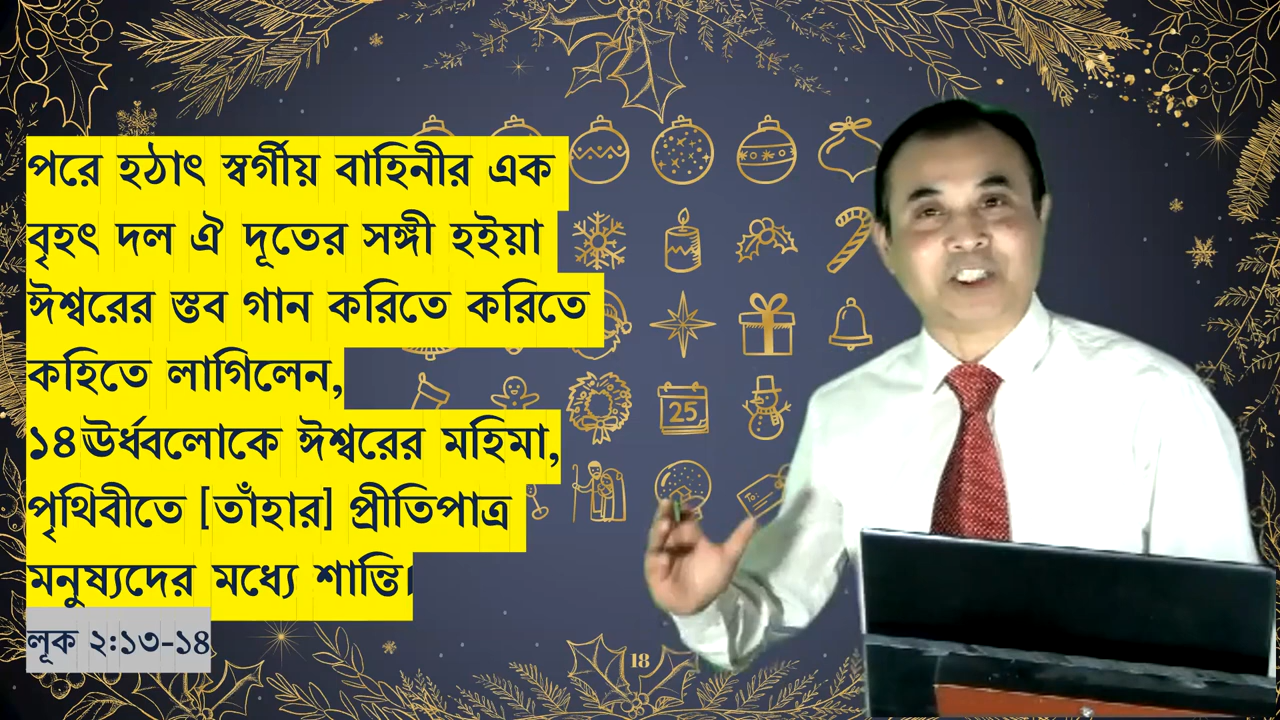 পরে হঠাৎ স্বর্গীয় বাহিনীর এক
বৃহৎ দল ঐ দূতের সঙ্গী হইয়া
ঈশ্বরের স্তব গান করিতে করিতে
কহিতে লাগিলেন,
১৪ঊর্ধ্বলোকে ঈশ্বরের মহিমা,
পৃথিবীতে [তাঁহার] প্রীতিপাত্র
মনুষ্যদের মধ্যে শান্তি।
লূক ২:১৩-১৪
25
To:
18